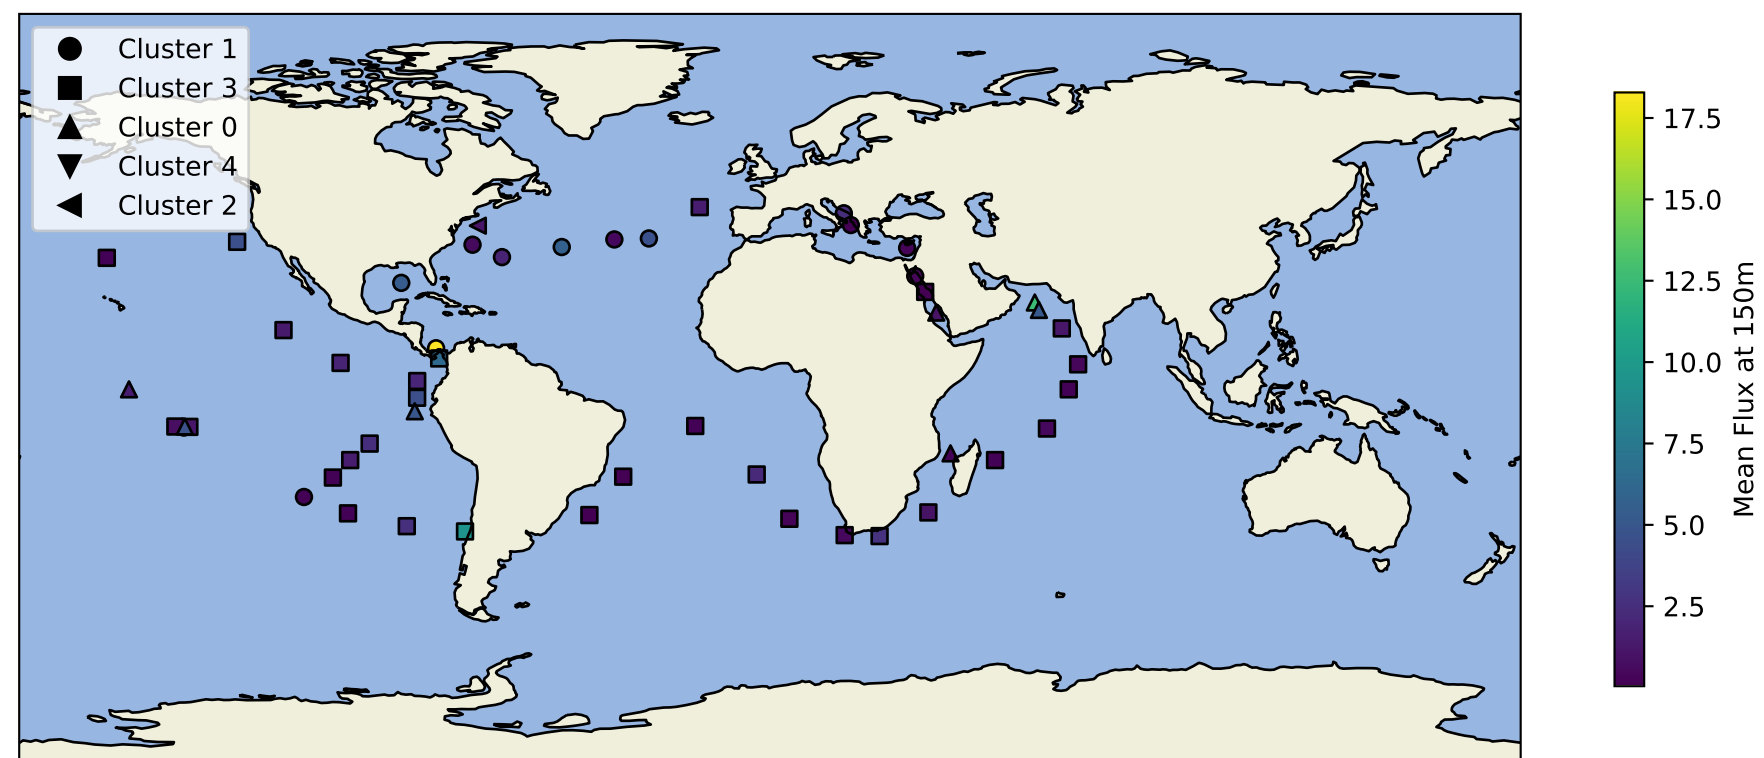 Cluster 1
Cluster 3
Cluster 0
Cluster 4
Cluster 2
17.5
15.0
12.5
10.0
7.5
5.0
2.5
Mean Flux at 150m